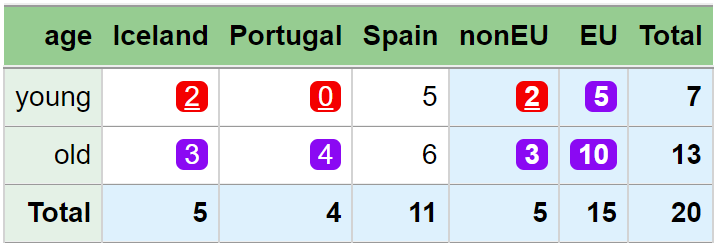 age Iceland Portugal Spain nonEU EU Total
young 2 0 5 2 5 7
old 3 4 6 3 10 13
Total 5 4 11 5 15 20